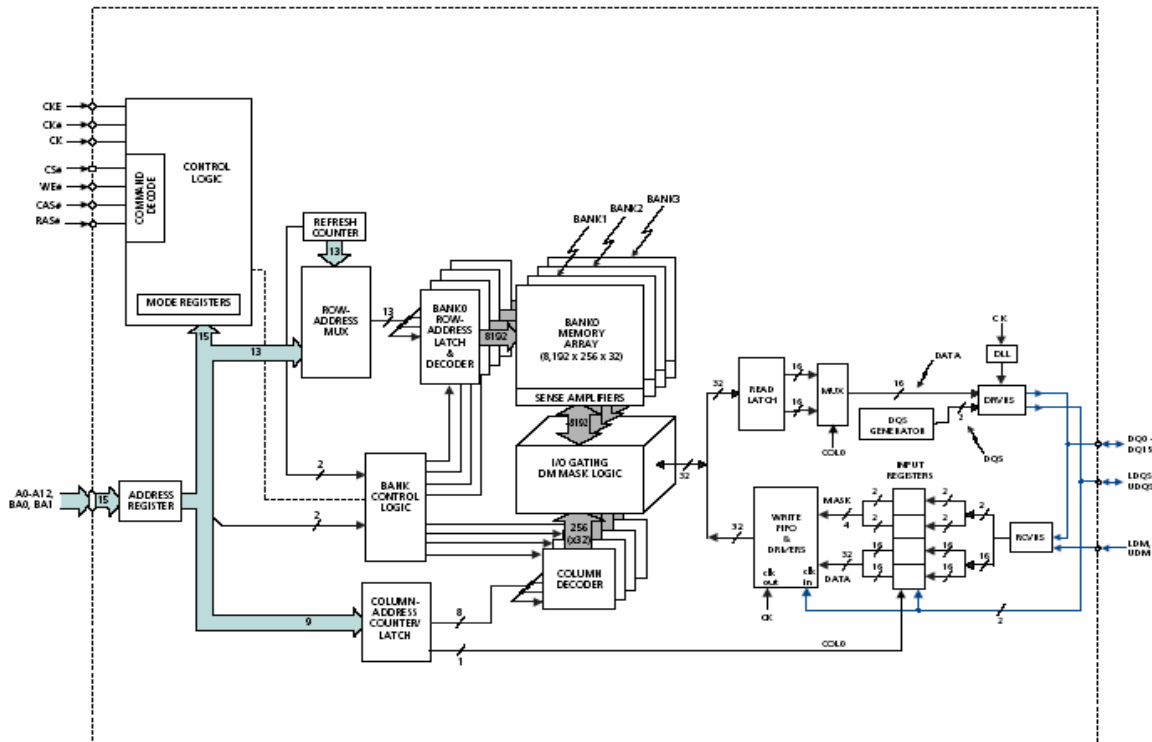 CKE
CK#
CK
CS#
WE#
CAS#
RAS#
COMMAND
DECODE
CONTROL
LOGIC
MODE REGISTERS
REFRESH
COUNTER
13
ROW-
ADDRESS
MUX
13
15
13
BANK0
ROW-
ADDRESS
LATCH
&
DECODER
8192
BANK1
BANK2
BANK3
BANK0
MEMORY
ARRAY
(8,192 x 256 x 32)
SENSE AMPLIFIERS
8192
I/O GATING
DM MASK LOGIC
32
A0-A12,
BA0, BA1
15
ADDRESS
REGISTER
2
2
BANK
CONTROL
LOGIC
256
(x32)
COLUMN
DECODER
9
COLUMN-
ADDRESS
COUNTER/
LATCH
8
1
COL0
32
READ
LATCH
16
16
MUX
COL0
16
DATA
CK
DLL
DRVRS
DQS
GENERATOR
2
DQS
DQ0 -
DQ15
LDQS
UDQS
LDM,
UDM
INPUT
REGISTERS
32
WRITE
FIFO
&
DRIVERS
clk
out
clk
in
CK
MASK
4
32
DATA
2
2
16
16
2
2
16
16
2
16
RCVRS
2